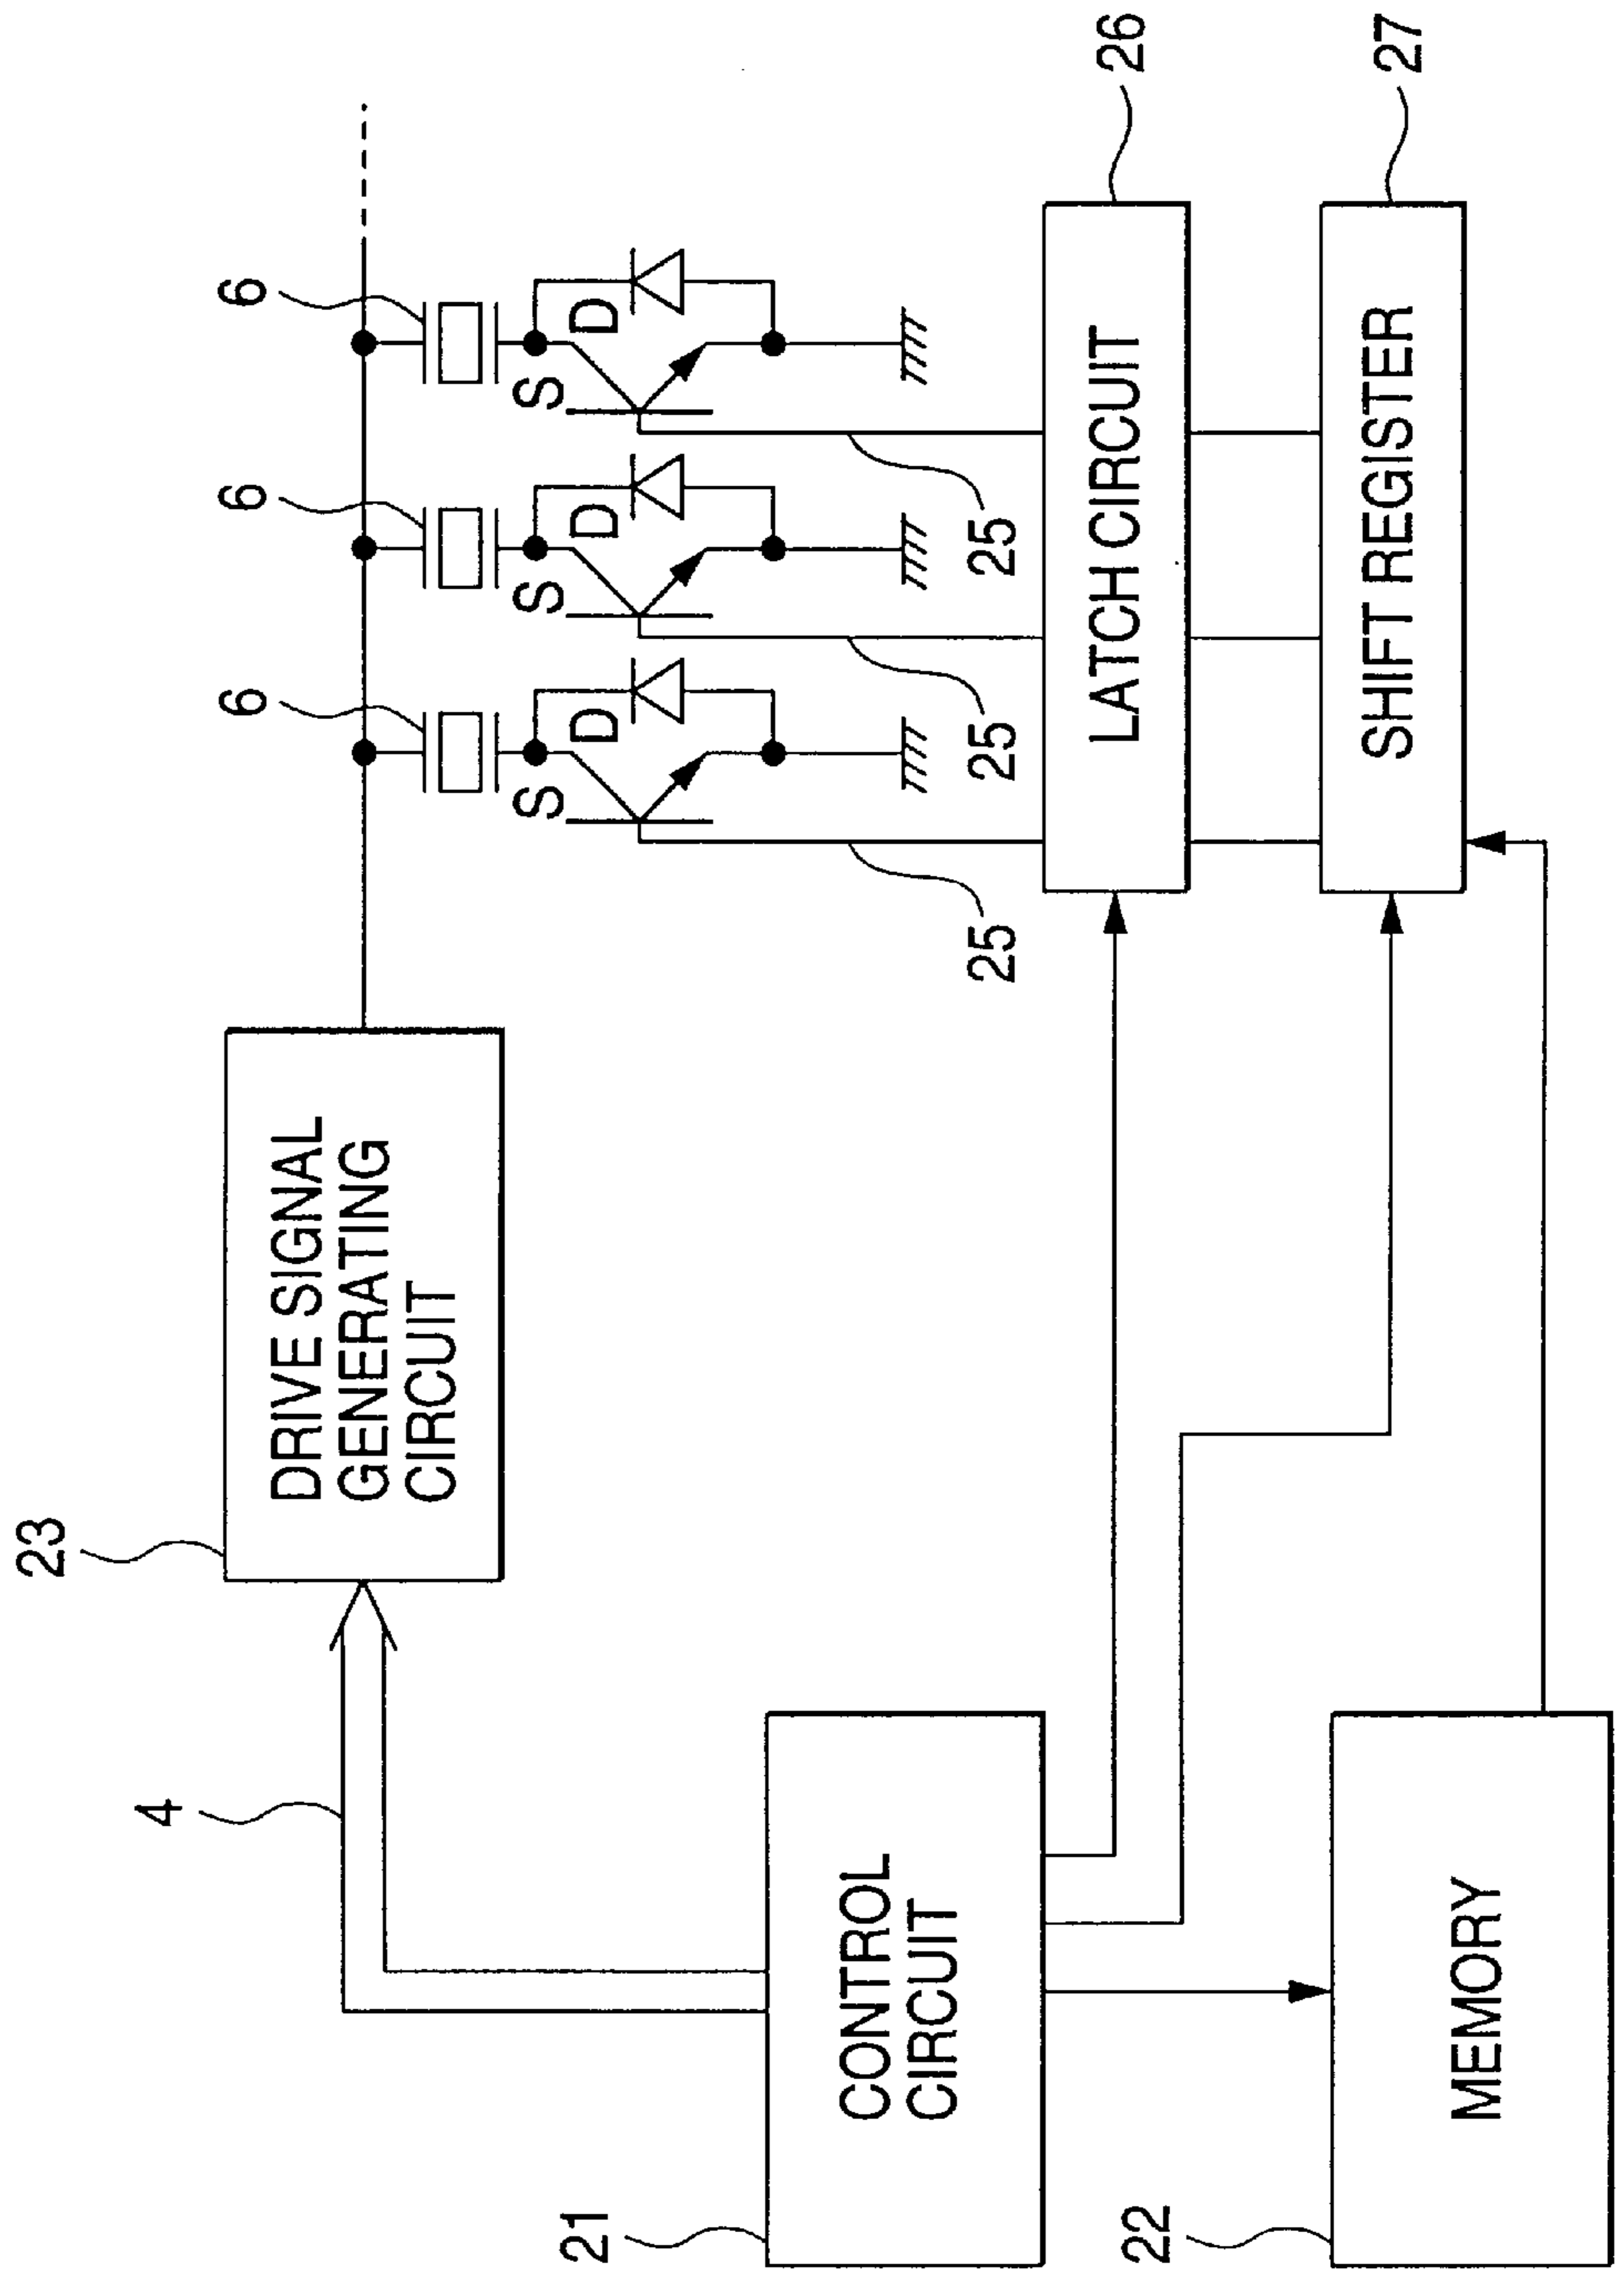 23
DRIVE SIGNAL
GENERATING
CIRCUIT
4
6
6
6
S
D
S
D
S
D
25
25
25
21
CONTROL
CIRCUIT
LATCH CIRCUIT
26
22
MEMORY
SHIFT REGISTER
27